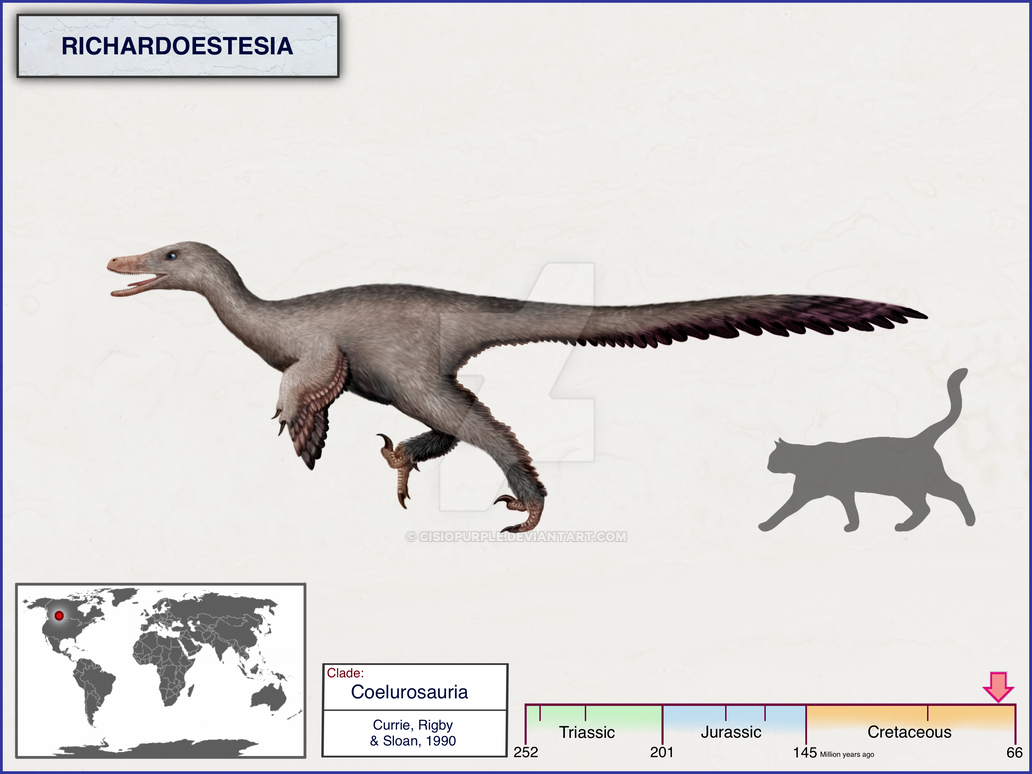 RICHARDOESTESIA
© CISIOPURPLE.DEVIANTART.COM
Clade:
Coelurosauria
Currie, Rigby
& Sloan, 1990
Triassic
Jurassic
Cretaceous
252
201
145
Million years ago
66